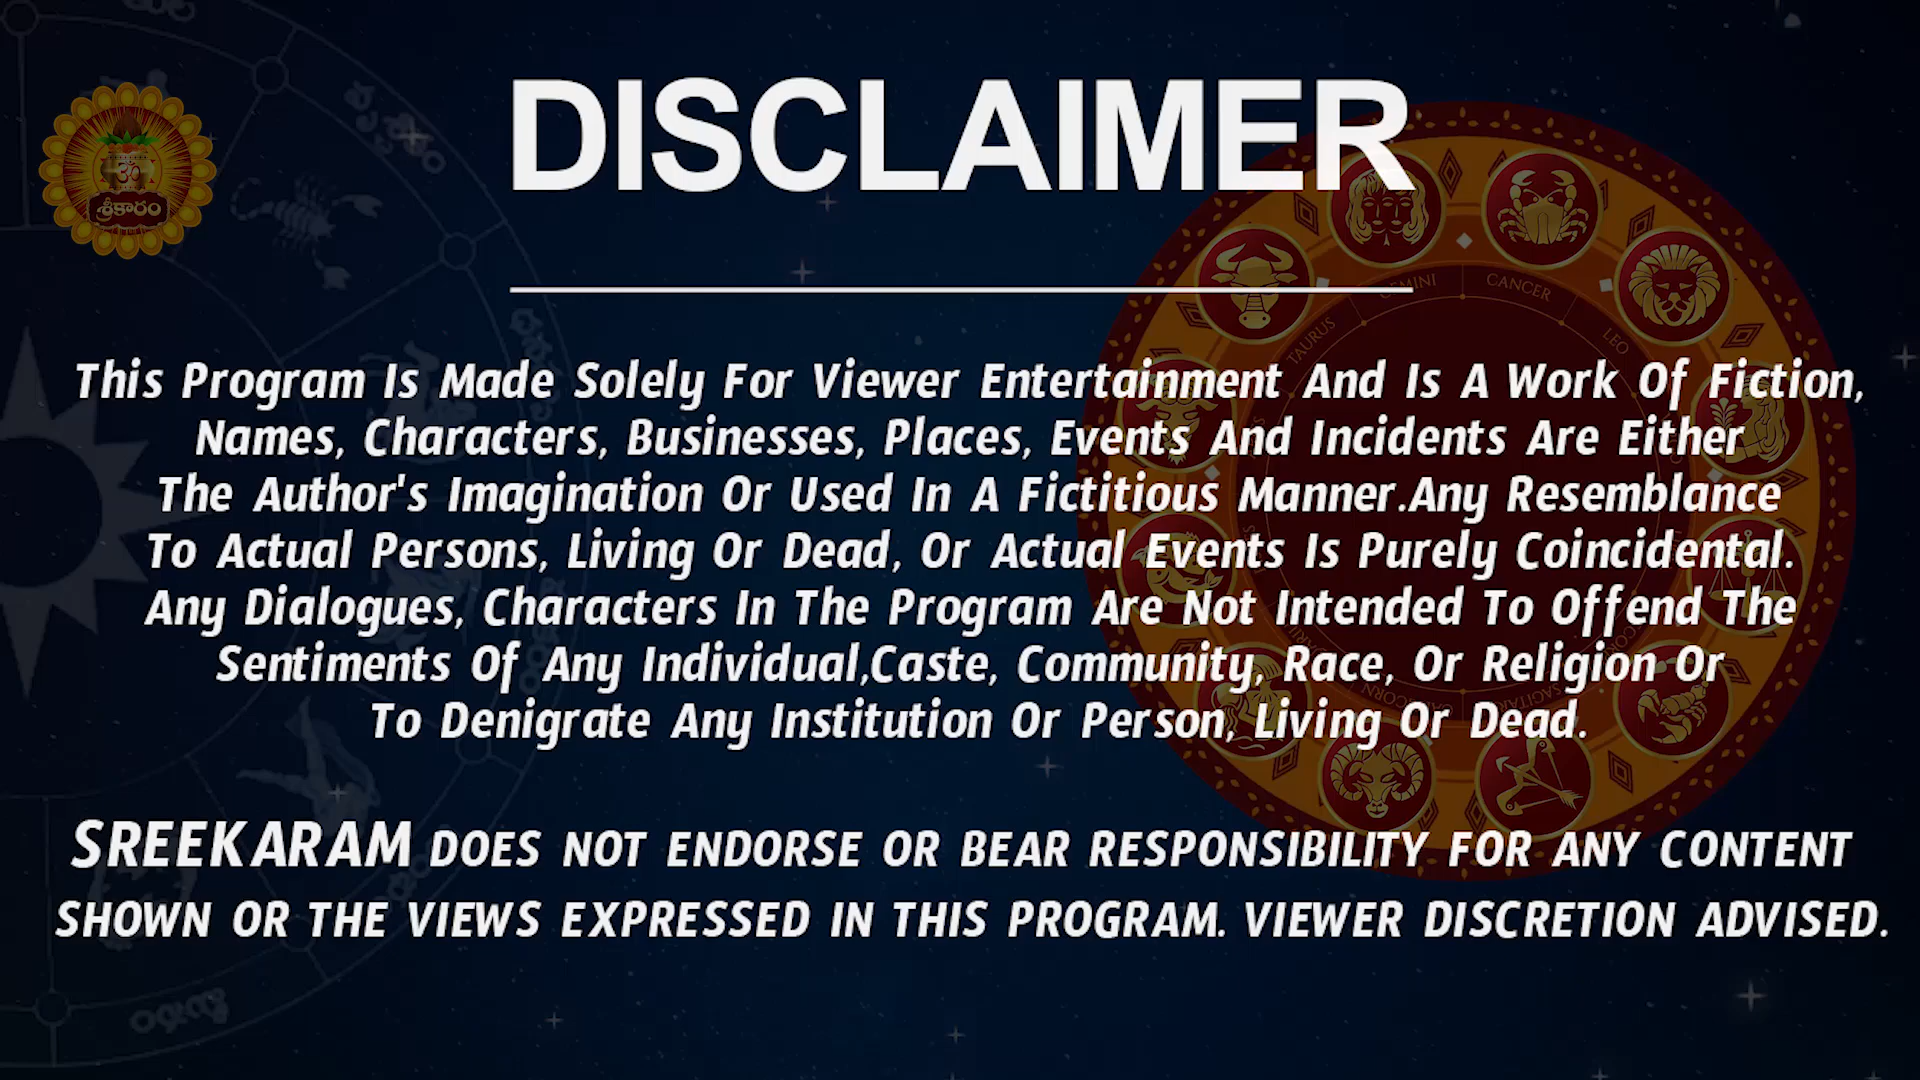 DISCLAIMER
ఓం
శ్రీకారం
GEMINI
CANCER
TAURUS
LEO
This Program Is Made Solely For Viewer Entertainment And Is A Work Of Fiction,
Names, Characters, Businesses, Places, Events And Incidents Are Either
The Author's Imagination Or Used In A Fictitious Manner.Any Resemblance
To Actual Persons, Living Or Dead, Or Actual Events Is Purely Coincidental.
Any Dialogues, Characters In The Program Are Not Intended To Offend The
Sentiments Of Any Individual,Caste, Community, Race, Or Religion Or
To Denigrate Any Institution Or Person, Living Or Dead.
SREEKARAM DOES NOT ENDORSE OR BEAR RESPONSIBILITY FOR ANY CONTENT
SHOWN OR THE VIEWS EXPRESSED IN THIS PROGRAM. VIEWER DISCRETION ADVISED.